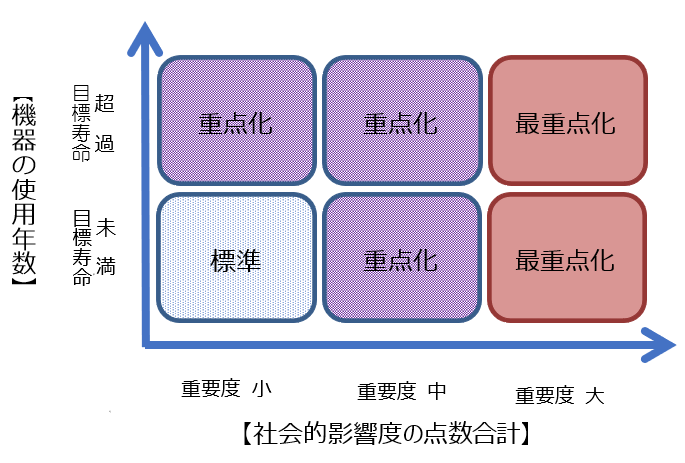 【機器の使用年数】
目標寿命
超過
重点化
重点化
最重点化
目標寿命
未満
標準
重点化
最重点化
重要度 小
重要度 中
重要度 大
【社会的影響度の点数合計】